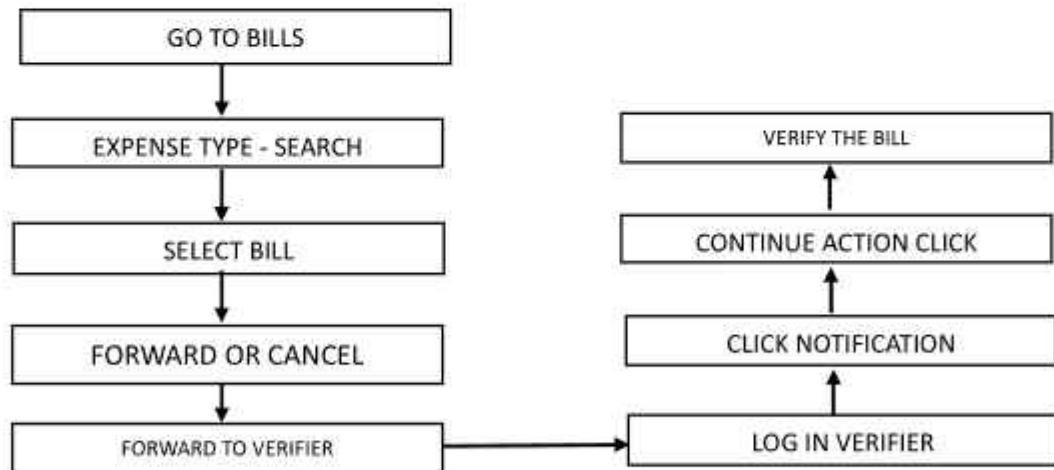 GO TO BILLS
EXPENSE TYPE - SEARCH
SELECT BILL
FORWARD OR CANCEL
FORWARD TO VERIFIER
LOG IN VERIFIER
CLICK NOTIFICATION
CONTINUE ACTION CLICK
VERIFY THE BILL